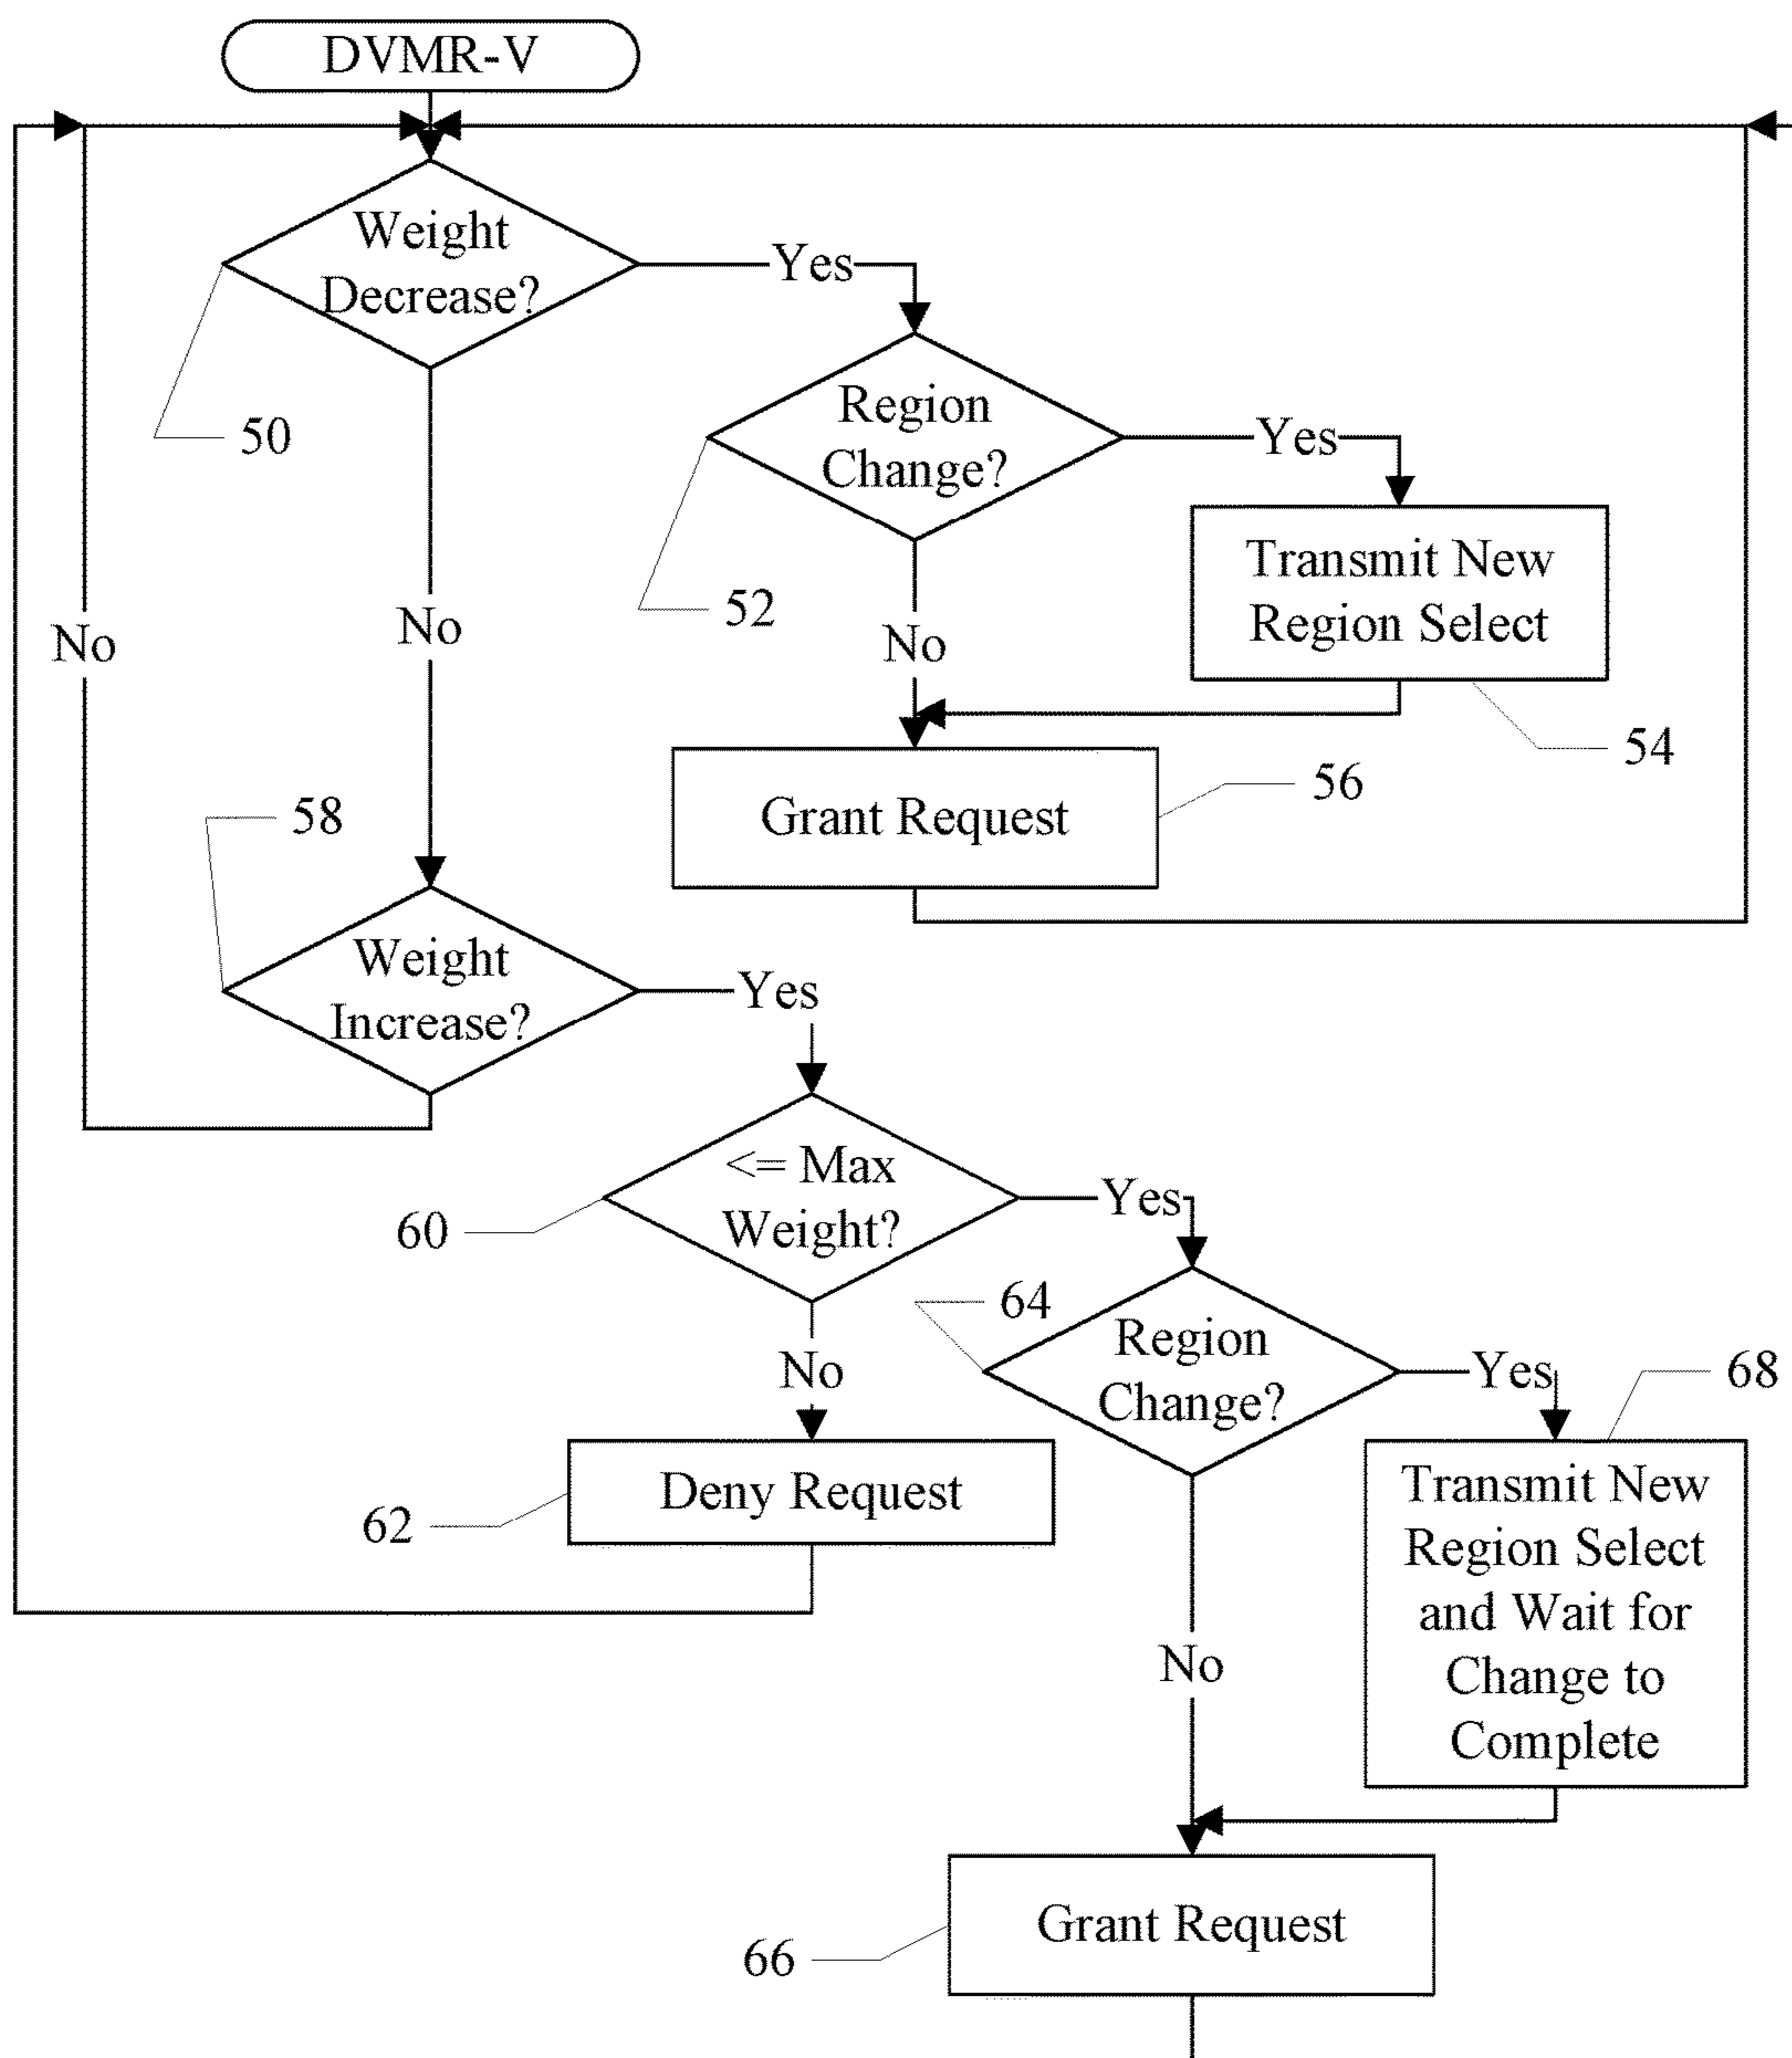 DVMR-V
Weight
Decrease?
Yes
50
Region
Change?
Yes
52
Transmit New
Region Select
54
No
No
No
56
Grant Request
58
Weight
Increase?
Yes
<= Max
Weight?
60
Yes
No
64
Region
Change?
Yes
68
Deny Request
62
Transmit New
Region Select
and Wait for
Change to
Complete
No
Grant Request
66